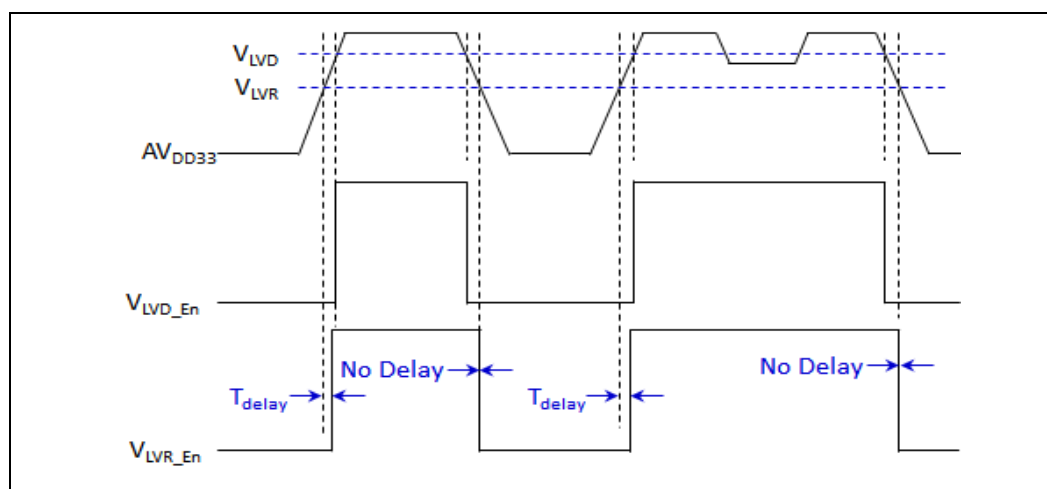 VLVD
VLVR
AVDD33
VLVD_En
No Delay
No Delay
Tdelay
Tdelay
VLVR_En